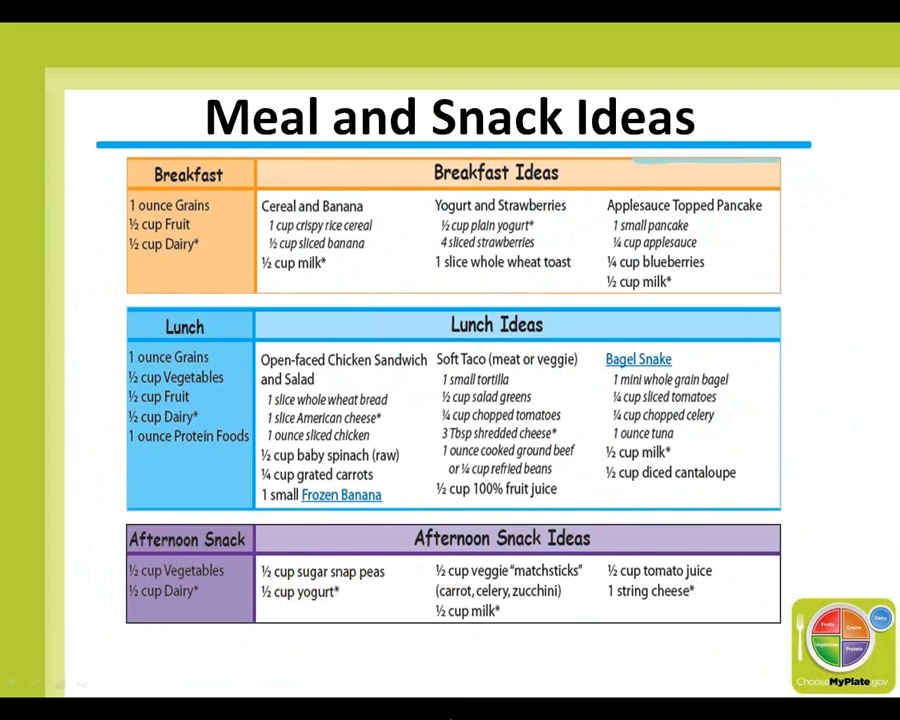 Meal and Snack Ideas
Breakfast
Breakfast Ideas
1 ounce Grains
½ cup Fruit
½ cup Dairy*
Cereal and Banana
1 cup crispy rice cereal
½ cup sliced banana
½ cup milk*
Yogurt and Strawberries
½ cup plain yogurt*
4 sliced strawberries
1 slice whole wheat toast
Applesauce Topped Pancake
1 small pancake
¼ cup applesauce
¼ cup blueberries
½ cup milk*
Lunch
Lunch Ideas
1 ounce Grains
½ cup Vegetables
½ cup Fruit
½ cup Dairy*
1 ounce Protein Foods
Open-faced Chicken Sandwich
and Salad
1 slice whole wheat bread
1 slice American cheese*
1 ounce sliced chicken
½ cup baby spinach (raw)
¼ cup grated carrots
1 small Frozen Banana
Soft Taco (meat or veggie)
1 small tortilla
½ cup salad greens
¼ cup chopped tomatoes
3 Tbsp shredded cheese*
1 ounce cooked ground beef
or ¼ cup refried beans
½ cup 100% fruit juice
Bagel Snake
1 mini whole grain bagel
¼ cup sliced tomatoes
¼ cup chopped celery
1 ounce tuna
½ cup milk*
½ cup diced cantaloupe
Afternoon Snack
Afternoon Snack Ideas
½ cup Vegetables
½ cup Dairy*
½ cup sugar snap peas
½ cup yogurt*
½ cup veggie “matchsticks”
(carrot, celery, zucchini)
½ cup milk*
½ cup tomato juice
1 string cheese*
Fruits
Grains
Dairy
Vegetables
Protein
ChooseMyPlate.gov